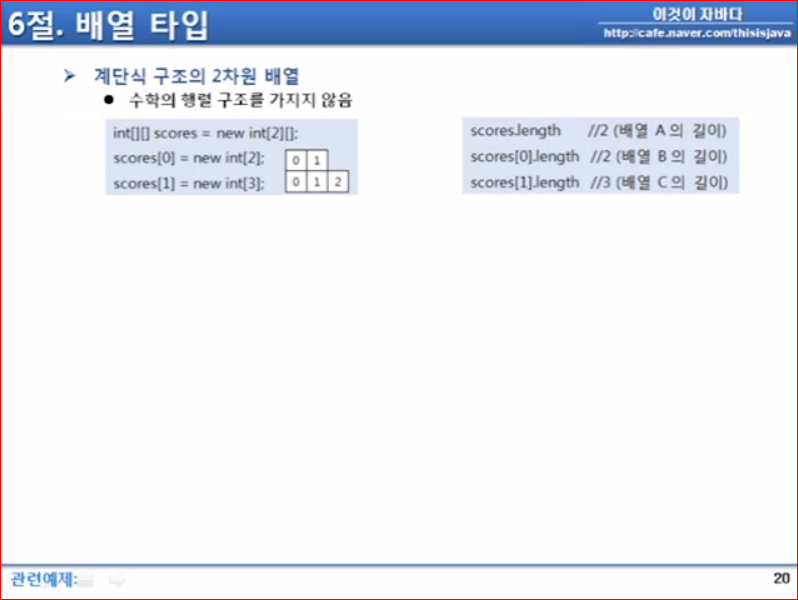 6절. 배열 타입
이것이 자바다
http://cafe.naver.com/thisisjava
계단식 구조의 2차원 배열
수학의 행렬 구조를 가지지 않음
int[][] scores = new int[2][];
scores[0] = new int[2];
0 1
scores[1] = new int[3];
0 1 2
scores.length //2 (배열 A의 길이)
scores[0].length //2 (배열 B의 길이)
scores[1].length //3 (배열 C의 길이)
관련예제:
20